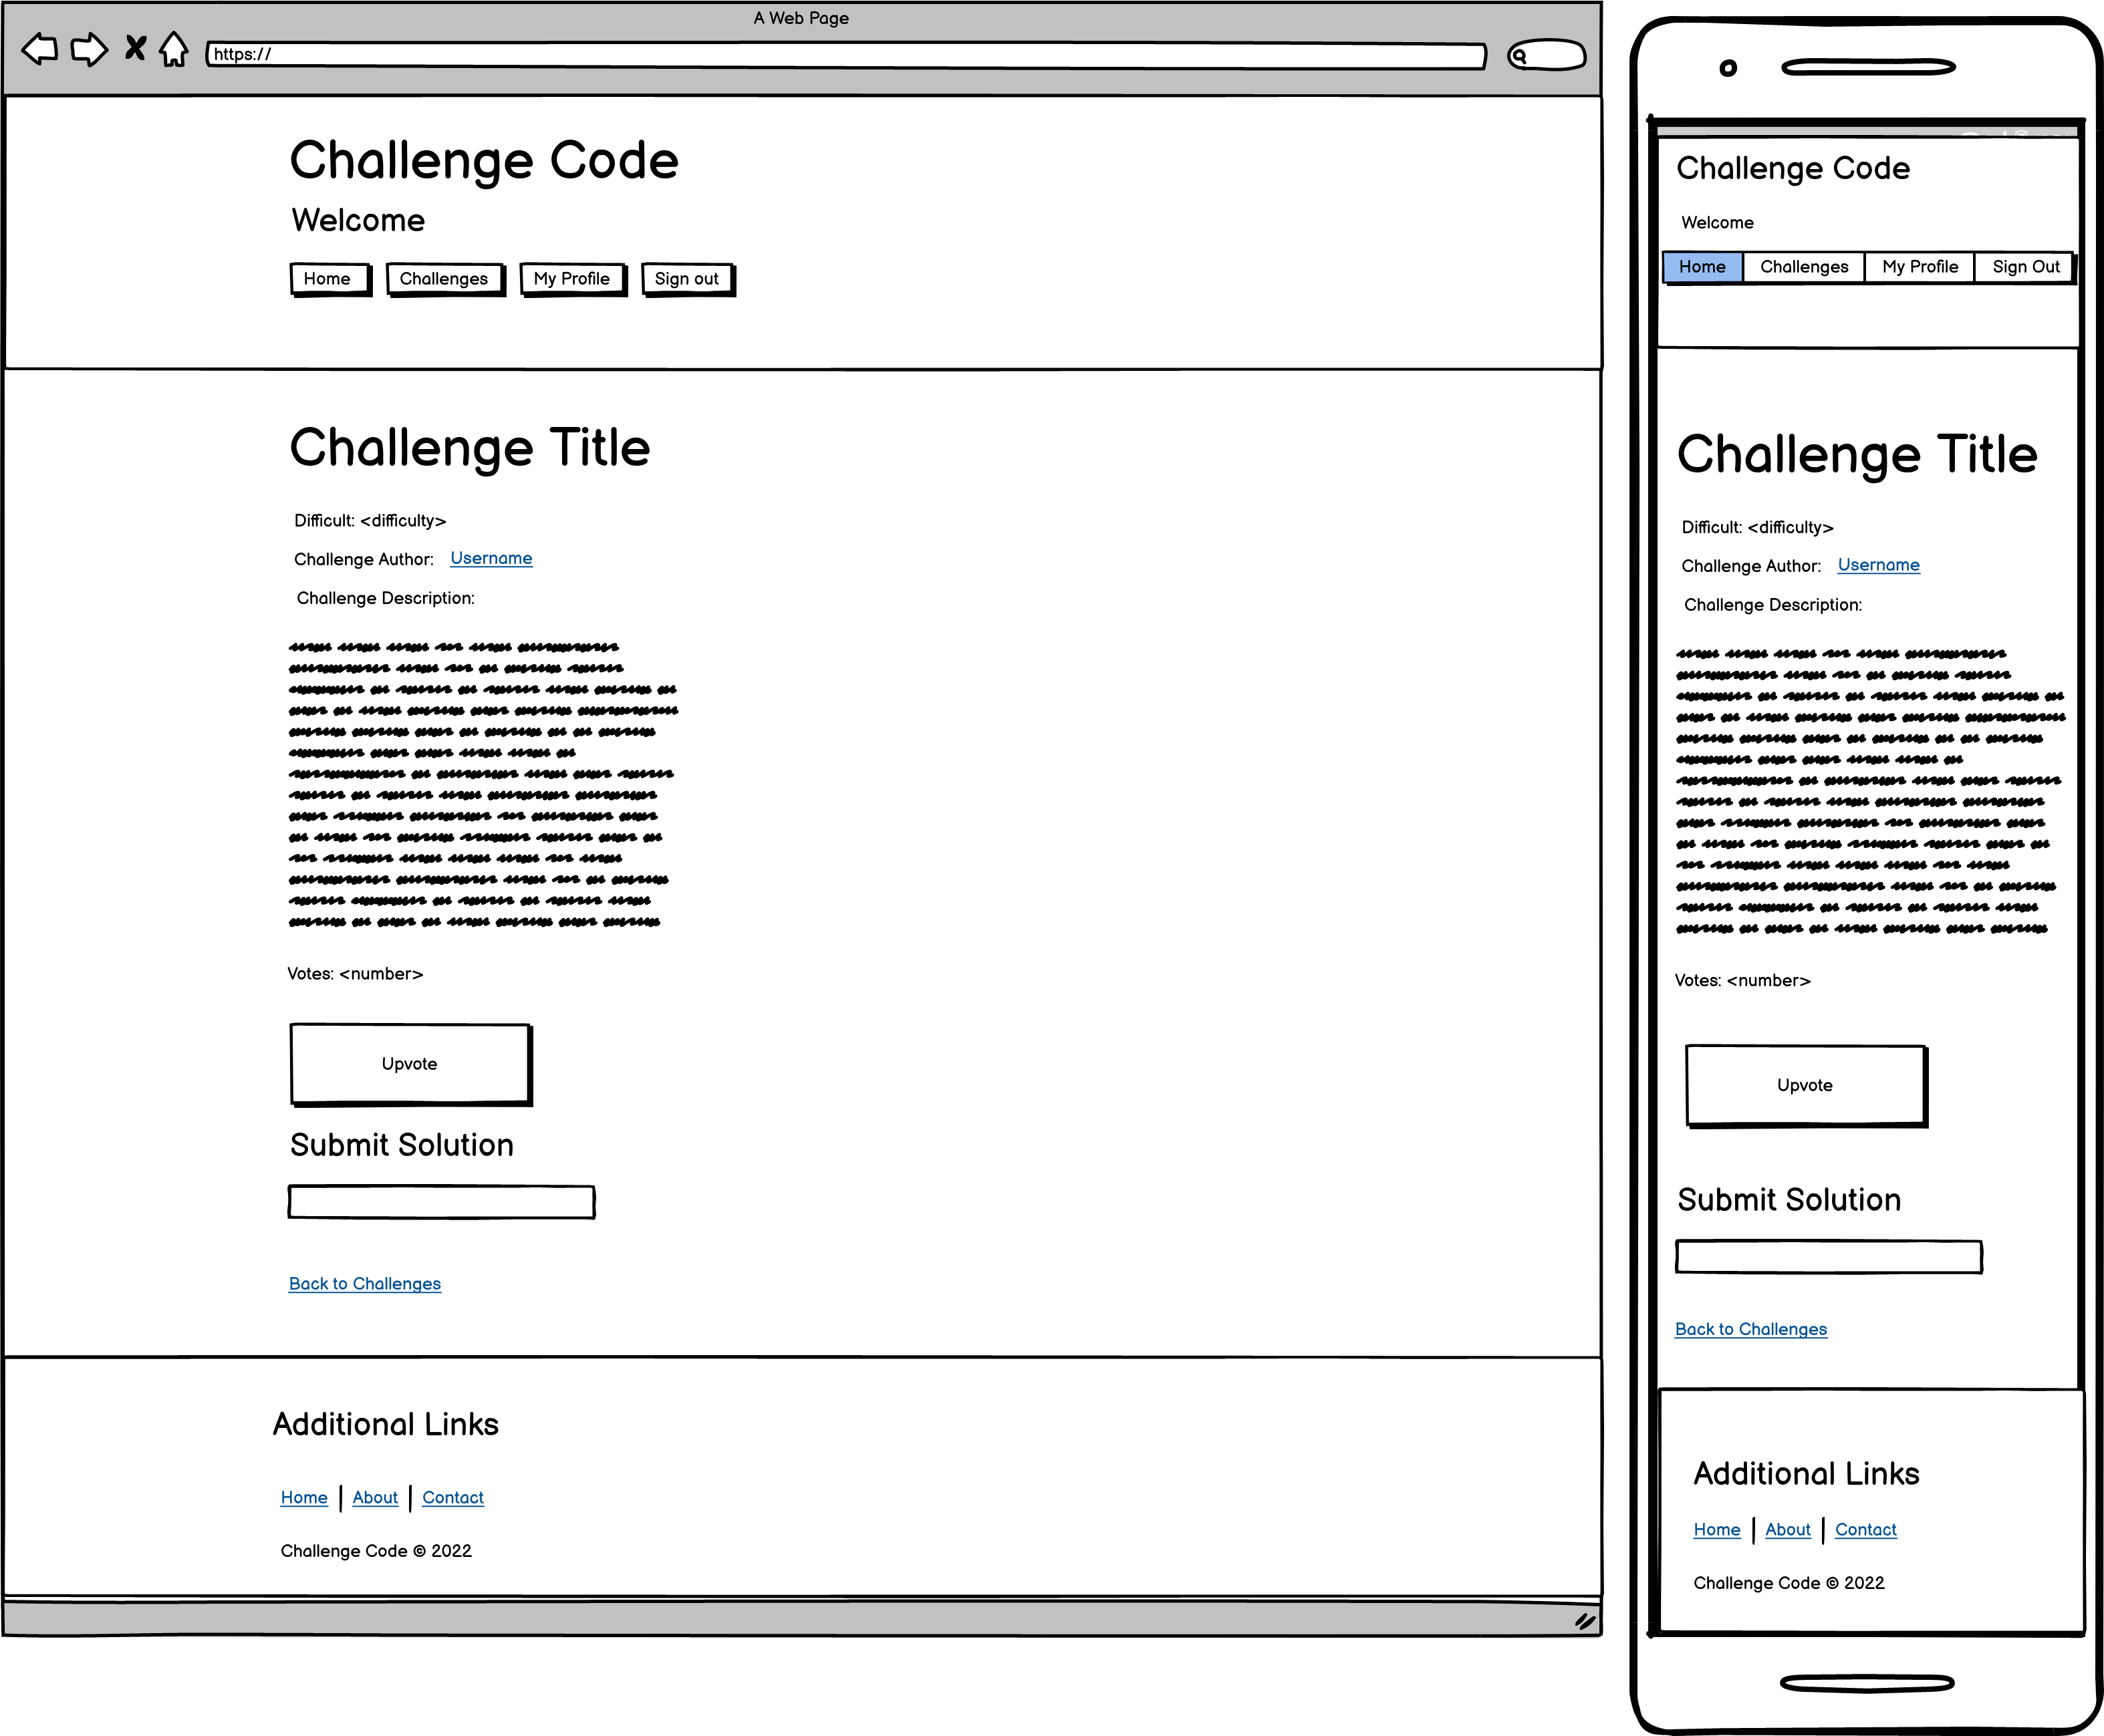 A Web Page
https://
Challenge Code
Welcome
Home Challenges My Profile Sign out
Challenge Title
Difficult: <difficulty>
Challenge Author: Username
Challenge Description:
Votes: <number>
Upvote
Submit Solution
Back to Challenges
Additional Links
Home | About | Contact
Challenge Code © 2022
Challenge Code
Welcome
Home Challenges My Profile Sign Out
Challenge Title
Difficult: <difficulty>
Challenge Author: Username
Challenge Description:
Votes: <number>
Upvote
Submit Solution
Back to Challenges
Additional Links
Home | About | Contact
Challenge Code © 2022